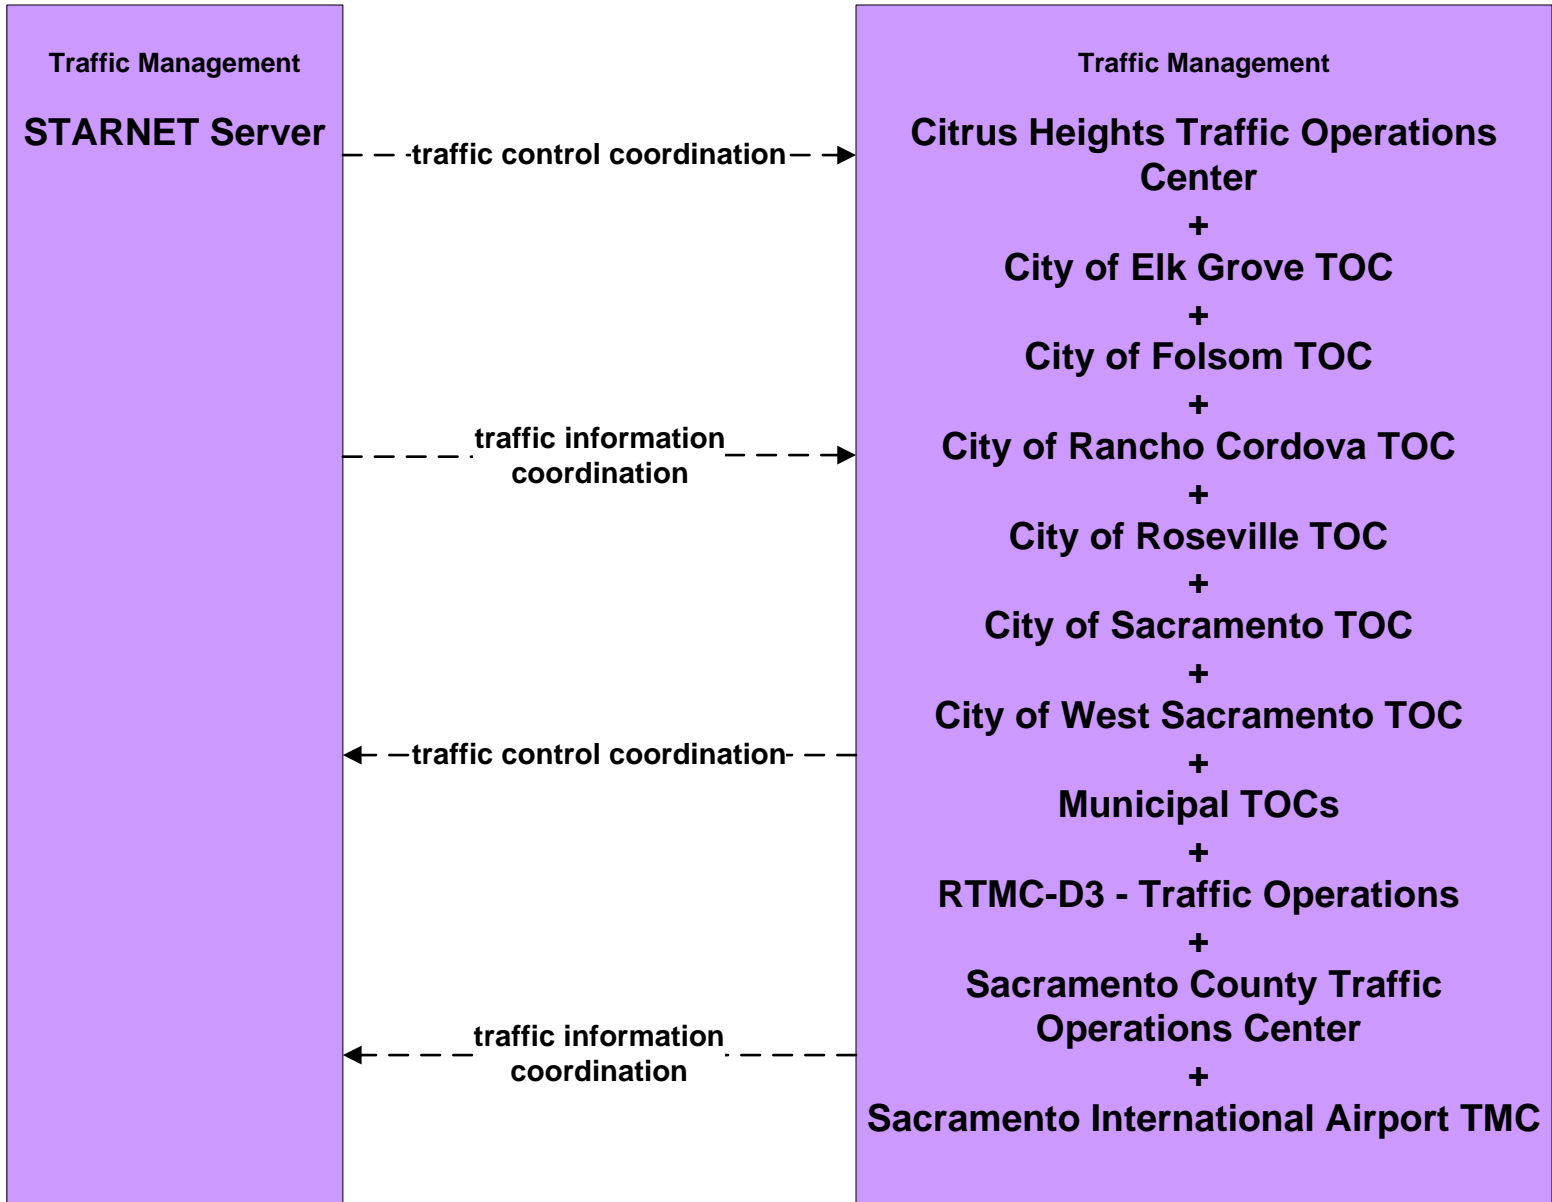 Traffic Management
STARNET Server
traffic control coordination
traffic information
coordination
traffic control coordination
traffic information
coordination
Traffic Management
Citrus Heights Traffic Operations
Center
+
City of Elk Grove TOC
+
City of Folsom TOC
+
City of Rancho Cordova TOC
+
City of Roseville TOC
+
City of Sacramento TOC
+
City of West Sacramento TOC
+
Municipal TOCs
+
RTMC-D3 - Traffic Operations
+
Sacramento County Traffic
Operations Center
+
Sacramento International Airport TMC